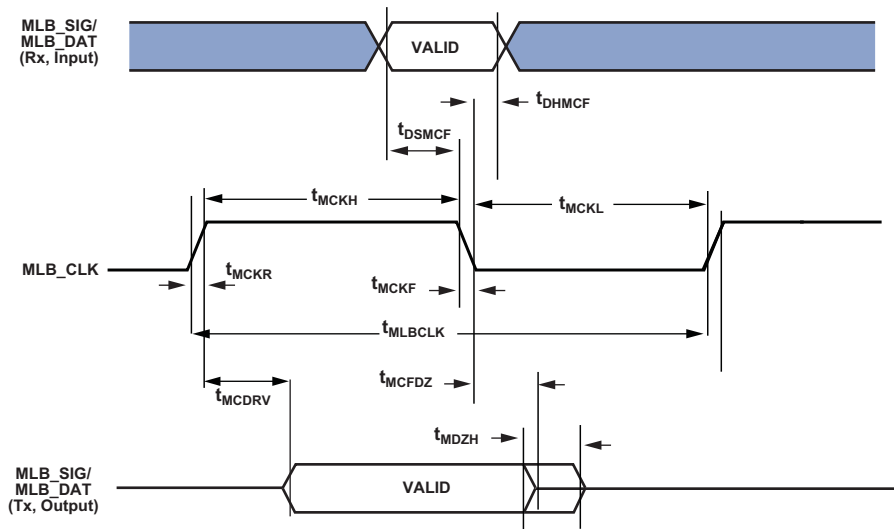 MLB_SIG/
MLB_DAT
(Rx, Input)
VALID
tDHMCF
tDSMCF
tMCKH
tMCKL
MLB_CLK
tMCKR
tMCKF
tMLBCLK
tMCFDZ
tMCDRV
tMDZH
MLB_SIG/
MLB_DAT
(Tx, Output)
VALID